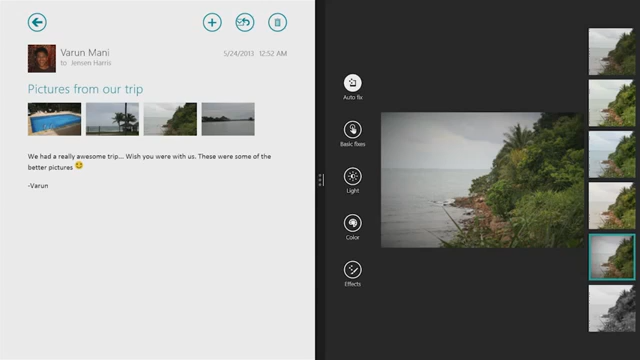 Varun Mani
5/24/2013 12:52 AM
to Jensen Harris
Pictures from our trip
We had a really awesome trip... Wish you were with us. These were some of the
better pictures
-Varun
Auto fix
Basic fixes
Light
Color
Effects